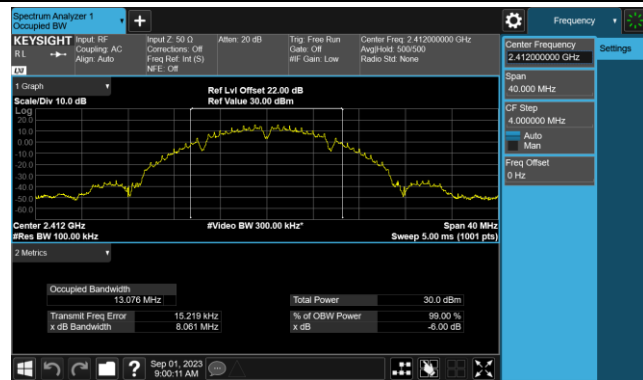 Spectrum Analyzer 1
Occupied BW
+
Frequency
KEYSIGHT
Input: RF
Input Z: 50 Ω
Atten: 20 dB
Trig: Free Run
Center Freq: 2.412000000 GHz
R L
Coupling: AC
Corrections: Off
Gate: Off
Avg|Hold: 500/500
Align: Auto
Freq Ref: Int (S)
#IF Gain: Low
Radio Std: None
NFE: Off
LXI
Center Frequency
2.412000000 GHz
Settings
Span
40.000 MHz
CF Step
4.000000 MHz
Auto
Man
Freq Offset
0 Hz
1 Graph
Ref Lvl Offset 22.00 dB
Scale/Div 10.0 dB
Ref Value 30.00 dBm
Log
20.0
10.0
0.00
-10.0
-20.0
-30.0
-40.0
-50.0
-60.0
Center 2.412 GHz
#Video BW 300.00 kHz*
Span 40 MHz
#Res BW 100.00 kHz
Sweep 5.00 ms (1001 pts)
2 Metrics
Occupied Bandwidth
13.076 MHz
Total Power
30.0 dBm
Transmit Freq Error
15.219 kHz
% of OBW Power
99.00 %
x dB Bandwidth
8.061 MHz
x dB
-6.00 dB
?
Sep 01, 2023
9:00:11 AM